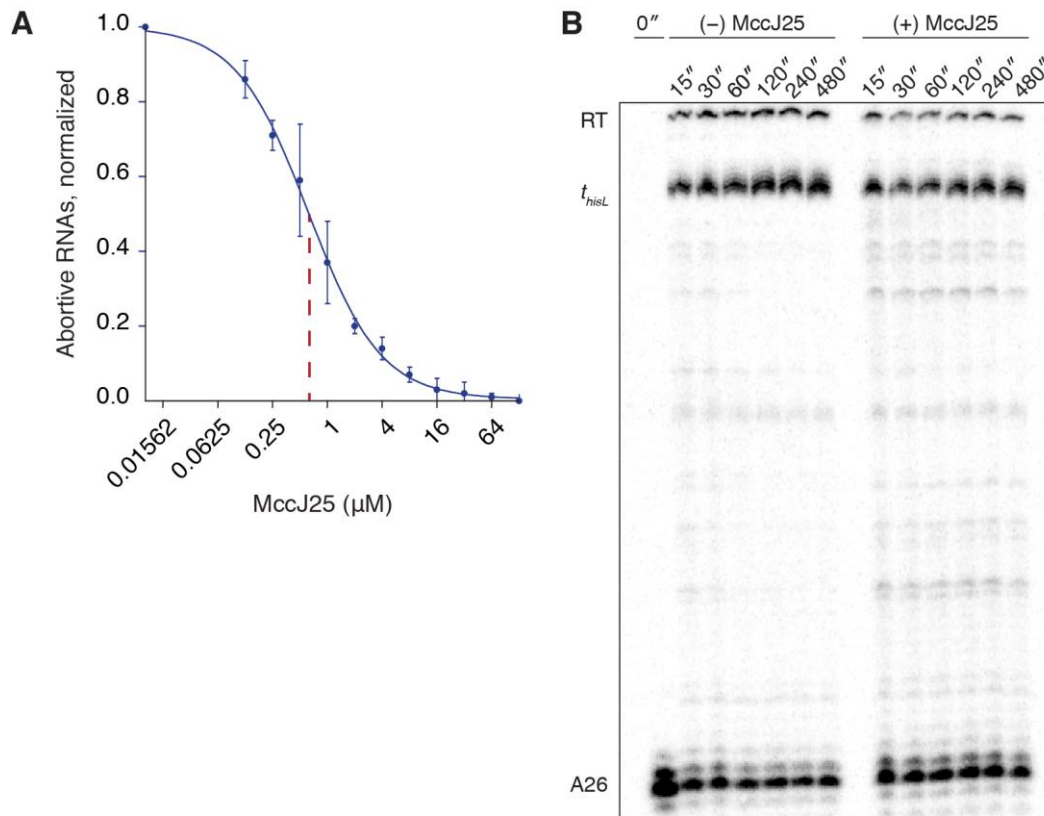 A
Abortive RNAs, normalized
1.0
0.8
0.6
0.4
0.2
0.0
0.01562
0.0625
0.25
1
4
16
64
MccJ25 (μM)
B
0″ (–) MccJ25 (+) MccJ25
15″ 30″ 60″ 120″ 240″ 480″ 15″ 30″ 60″ 120″ 240″ 480″
RT
t_hisL
A26